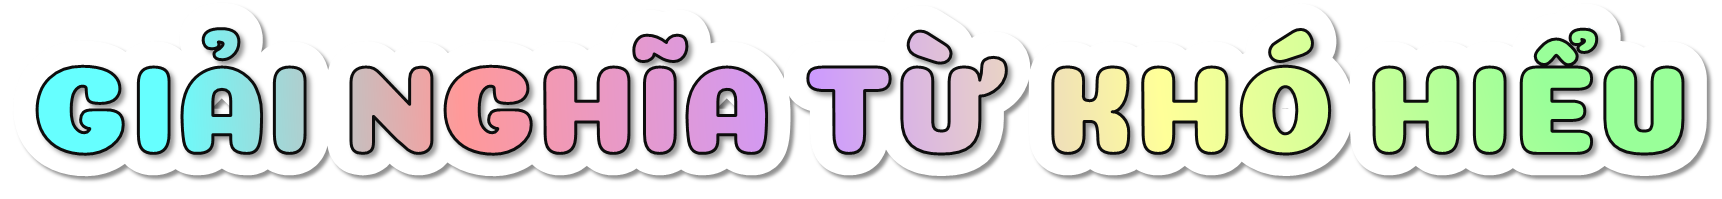 GIẢI NGHĨA TỪ KHÓ HIỂU